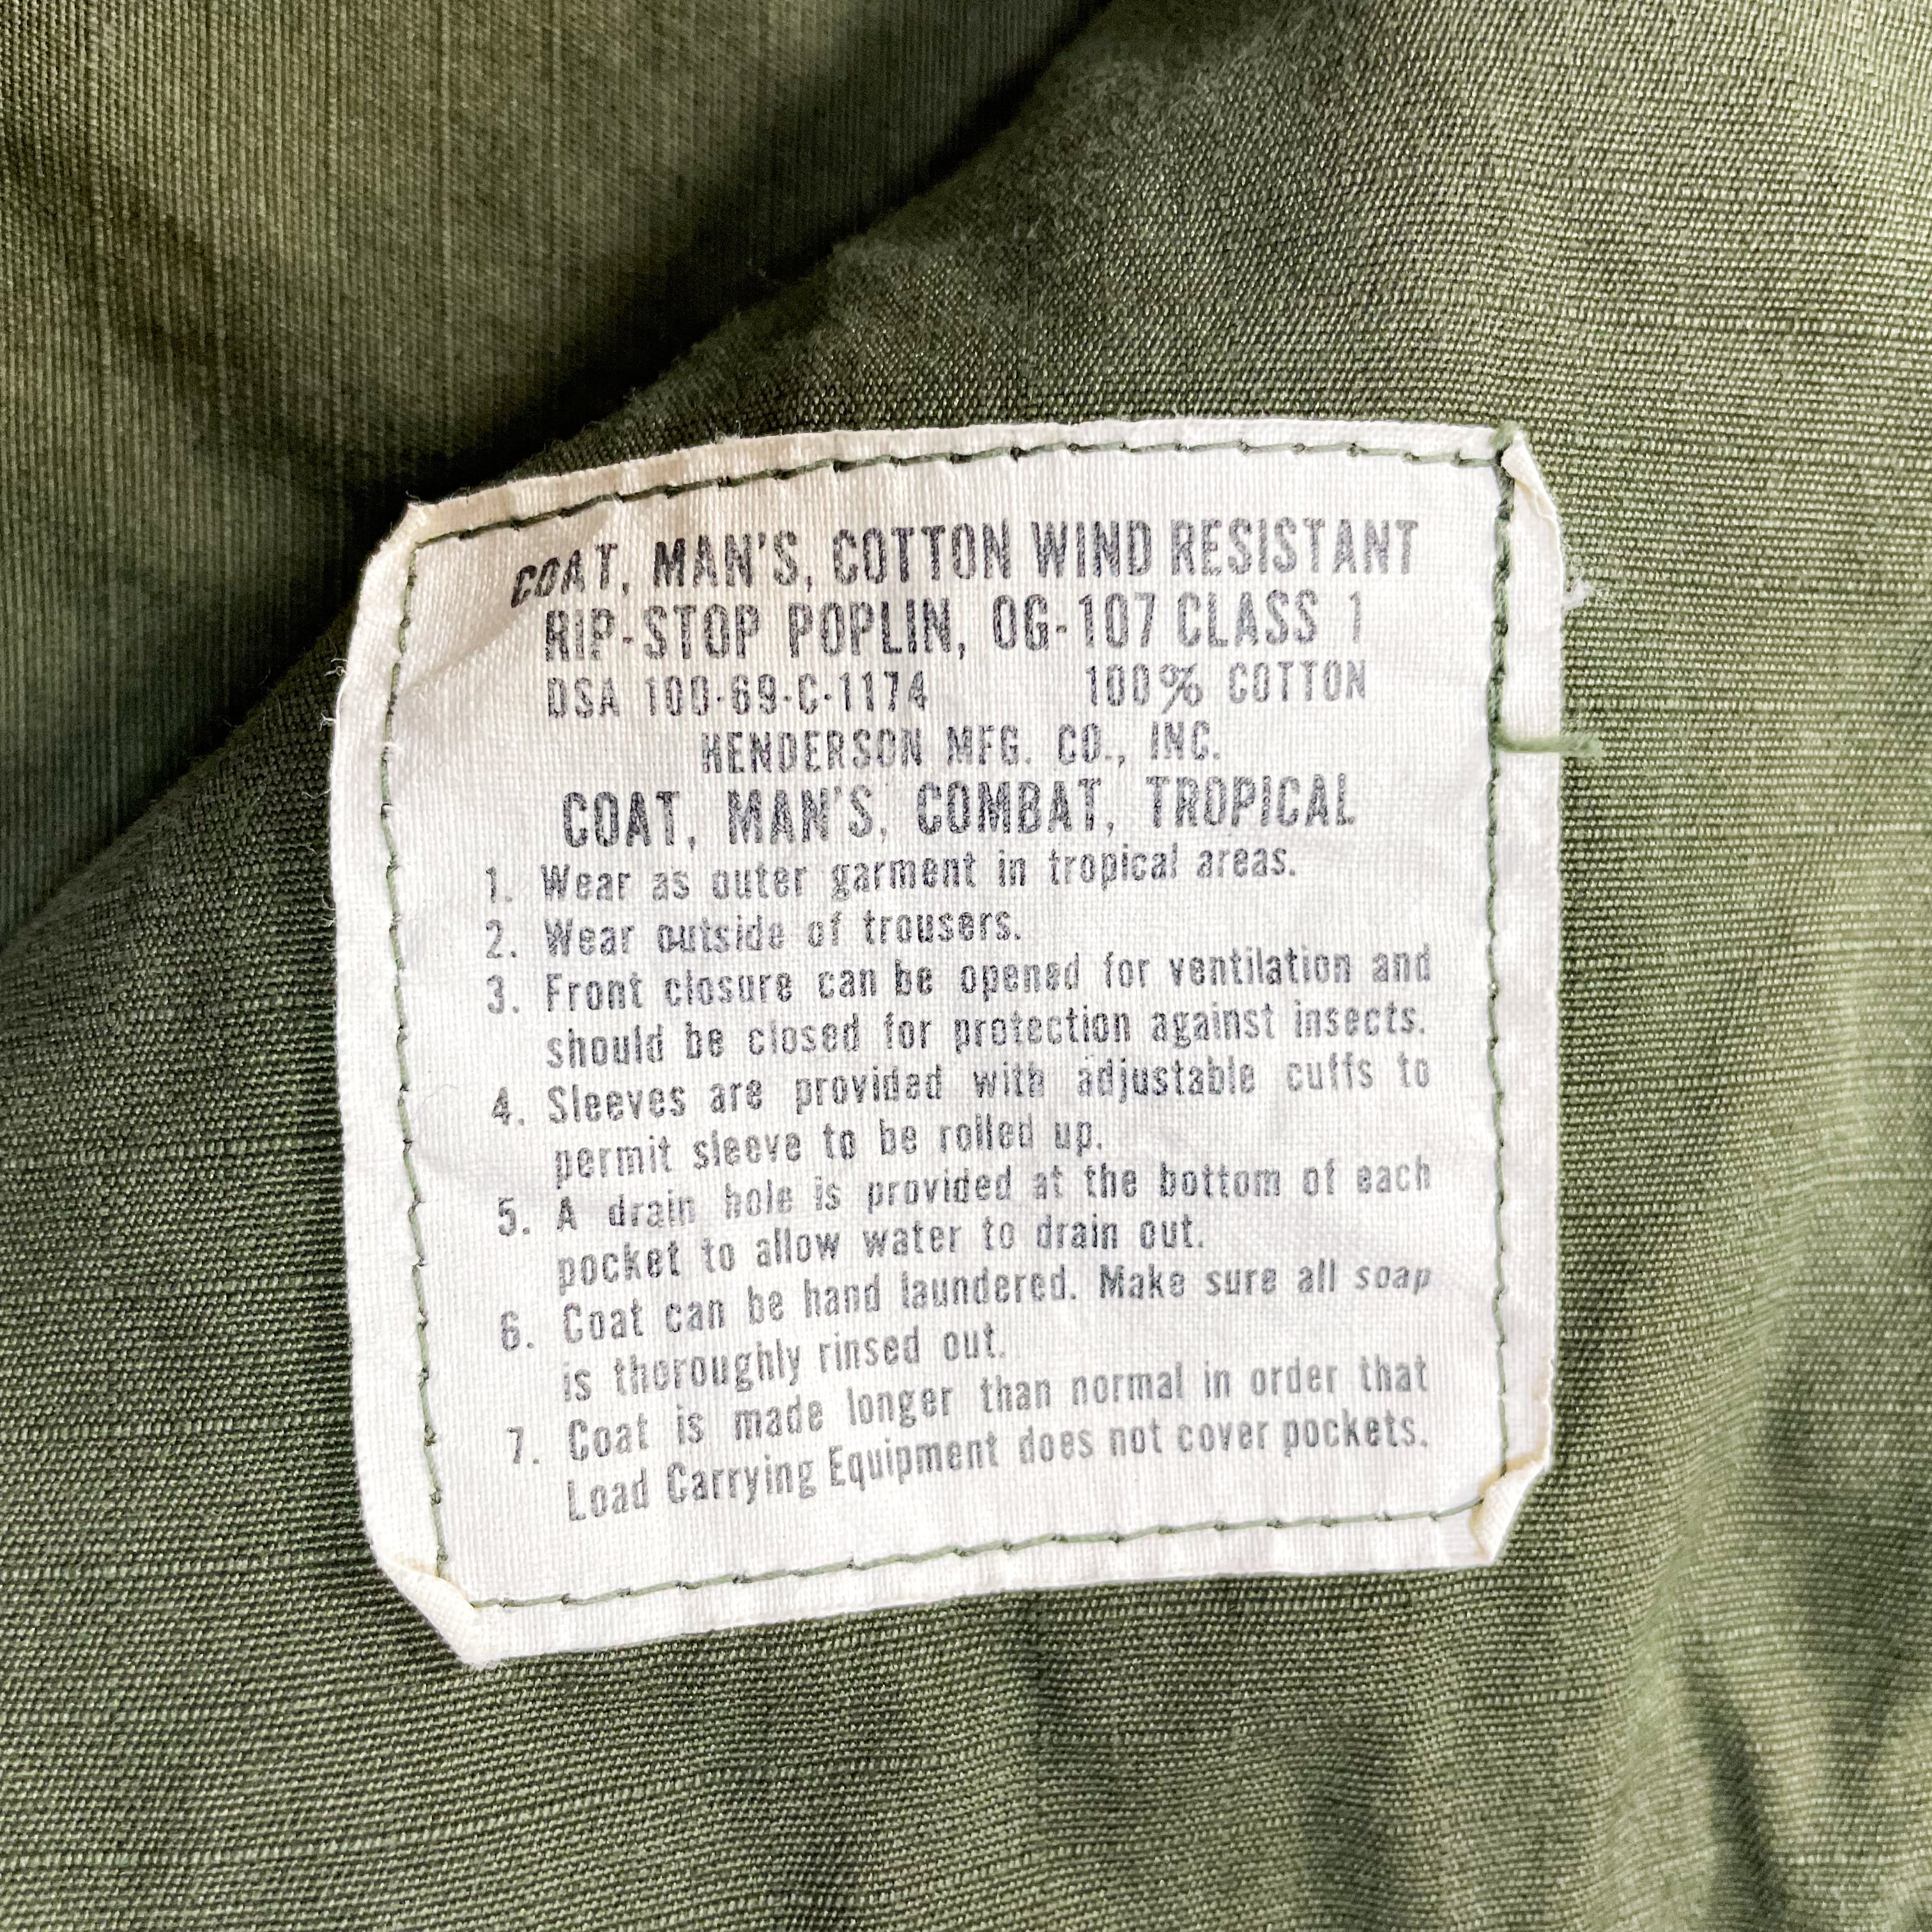 COAT, MAN'S, COTTON WIND RESISTANT
RIP-STOP POPLIN, OG-107 CLASS 1
DSA 100-69-C-1174 100% COTTON
HENDERSON MFG. CO., INC.
COAT, MAN'S, COMBAT, TROPICAL
1. Wear as outer garment in tropical areas.
2. Wear outside of trousers.
3. Front closure can be opened for ventilation and
should be closed for protection against insects.
4. Sleeves are provided with adjustable cuffs to
permit sleeve to be rolled up.
5. A drain hole is provided at the bottom of each
pocket to allow water to drain out.
6. Coat can be hand laundered. Make sure all soap
is thoroughly rinsed out.
7. Coat is made longer than normal in order that
Load Carrying Equipment does not cover pockets.